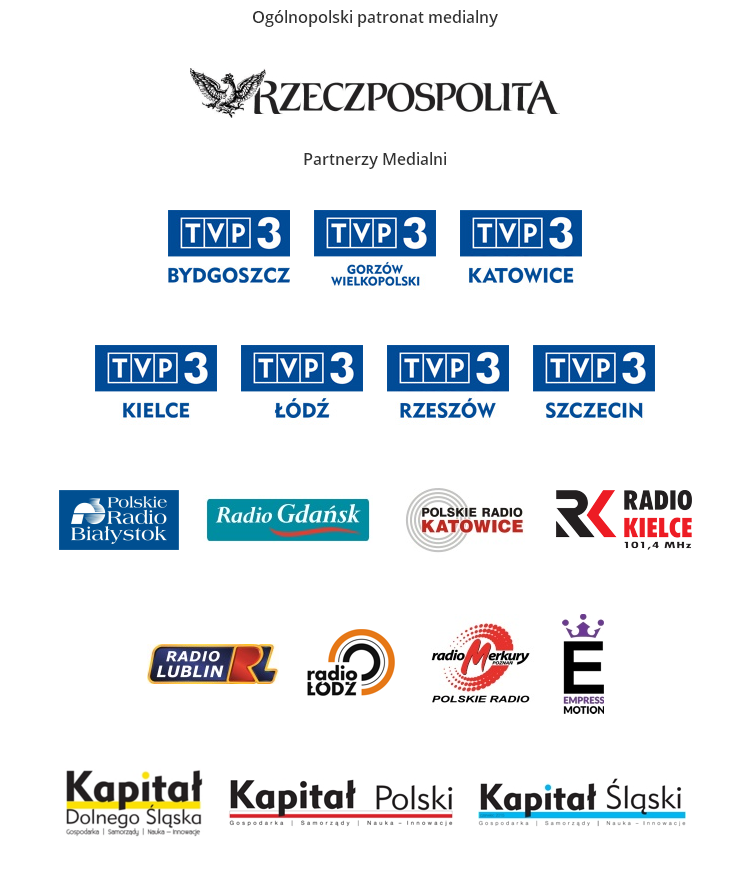 Ogólnopolski patronat medialny
RZECZPOSPOLITA
Partnerzy Medialni
TVP 3 TVP 3 TVP 3
BYDGOSZCZ
GORZÓW
WIELKOPOLSKI
KATOWICE
TVP 3 TVP 3 TVP 3 TVP 3
KIELCE ŁÓDŹ RZESZÓW SZCZECIN
Polskie
Radio
Białystok
Radio Gdańsk
POLSKIE RADIO
KATOWICE
RK
RADIO
KIELCE
101,4 MHz
RADIO
LUBLIN
RL
radio
ŁÓDŹ
radio Merkury
POZNAŃ
POLSKIE RADIO
E
EMPRESS
MOTION
Kapitał
Dolnego Śląska
Gospodarka | Samorządy | Nauka – Innowacje
Kapitał Polski
Gospodarka | Samorządy | Nauka – Innowacje
Kapitał Śląski
Gospodarka | Samorządy | Nauka – Innowacje